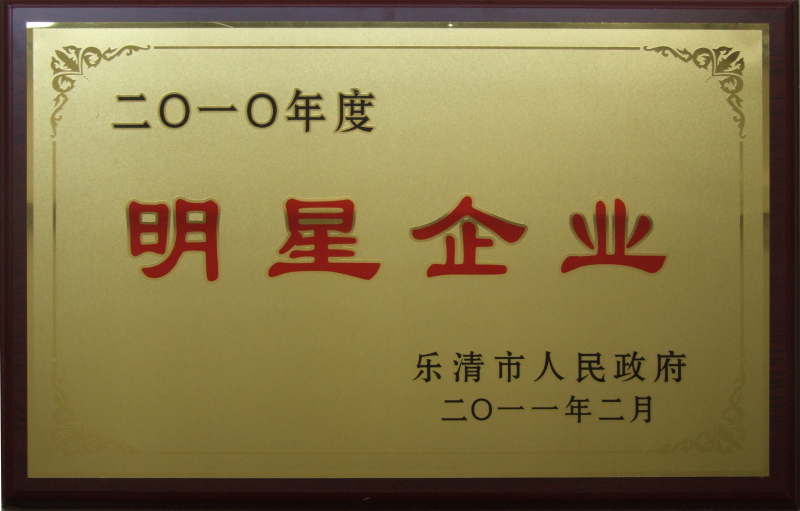 二〇一〇年度
明星企业
乐清市人民政府
二〇一一年二月